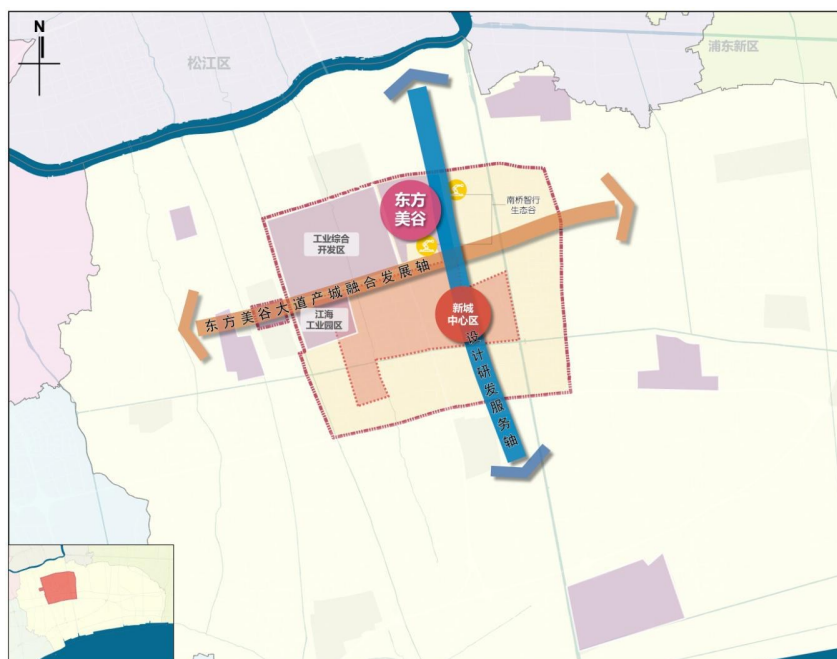 N
松江区
浦东新区
东方
美谷
南桥智行
生态谷
工业综合
开发区
东方美谷大道产城融合发展轴
江海
工业园区
新城
中心区
设计研发服务轴